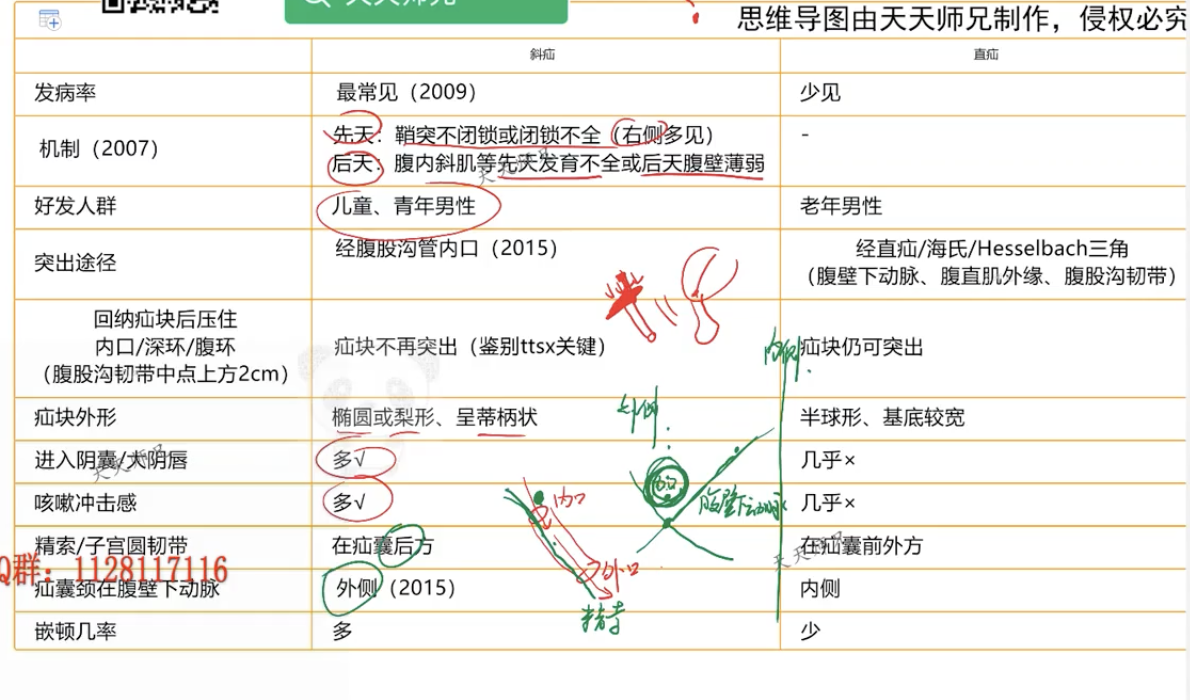 思维导图由天天师兄制作，侵权必究
斜疝
直疝
发病率
最常见（2009）
少见
机制（2007）
先天：鞘突不闭锁或闭锁不全（右侧多见）
后天：腹内斜肌等先天发育不全或后天腹壁薄弱
-
好发人群
儿童、青年男性
老年男性
突出途径
经腹股沟管内口（2015）
经直疝/海氏/Hesselbach三角
（腹壁下动脉、腹直肌外缘、腹股沟韧带）
回纳疝块后压住
内口/深环/腹环
（腹股沟韧带中点上方2cm）
疝块不再突出（鉴别ttsx关键）
疝块仍可突出
内侧
外侧
疝块外形
椭圆或梨形、呈蒂柄状
半球形、基底较宽
进入阴囊/大阴唇
多√
几乎×
内口
腹壁下动脉
咳嗽冲击感
多√
几乎×
精索/子宫圆韧带
在疝囊后方
在疝囊前外方
Q群：1128117116
外口
疝囊颈在腹壁下动脉
外侧（2015）
内侧
精索
嵌顿几率
多
少